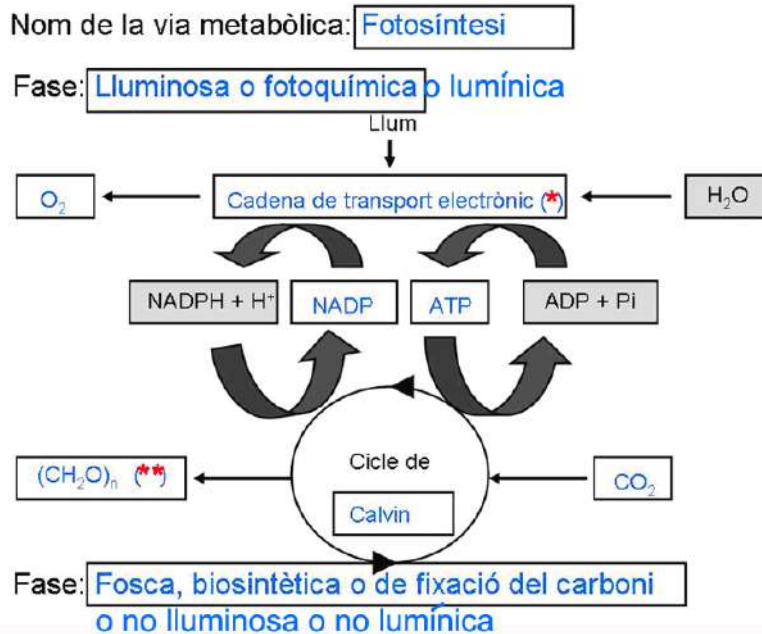 Nom de la via metabòlica: Fotosíntesi
Fase: Lluminosa o fotoquímica o lumínica
Llum
O₂
Cadena de transport electrònic (*)
H₂O
NADPH + H⁺
NADP
ATP
ADP + Pi
(CH₂O)ₙ (**)
Cicle de
Calvin
CO₂
Fase: Fosca, biosintètica o de fixació del carboni
o no lluminosa o no lumínica